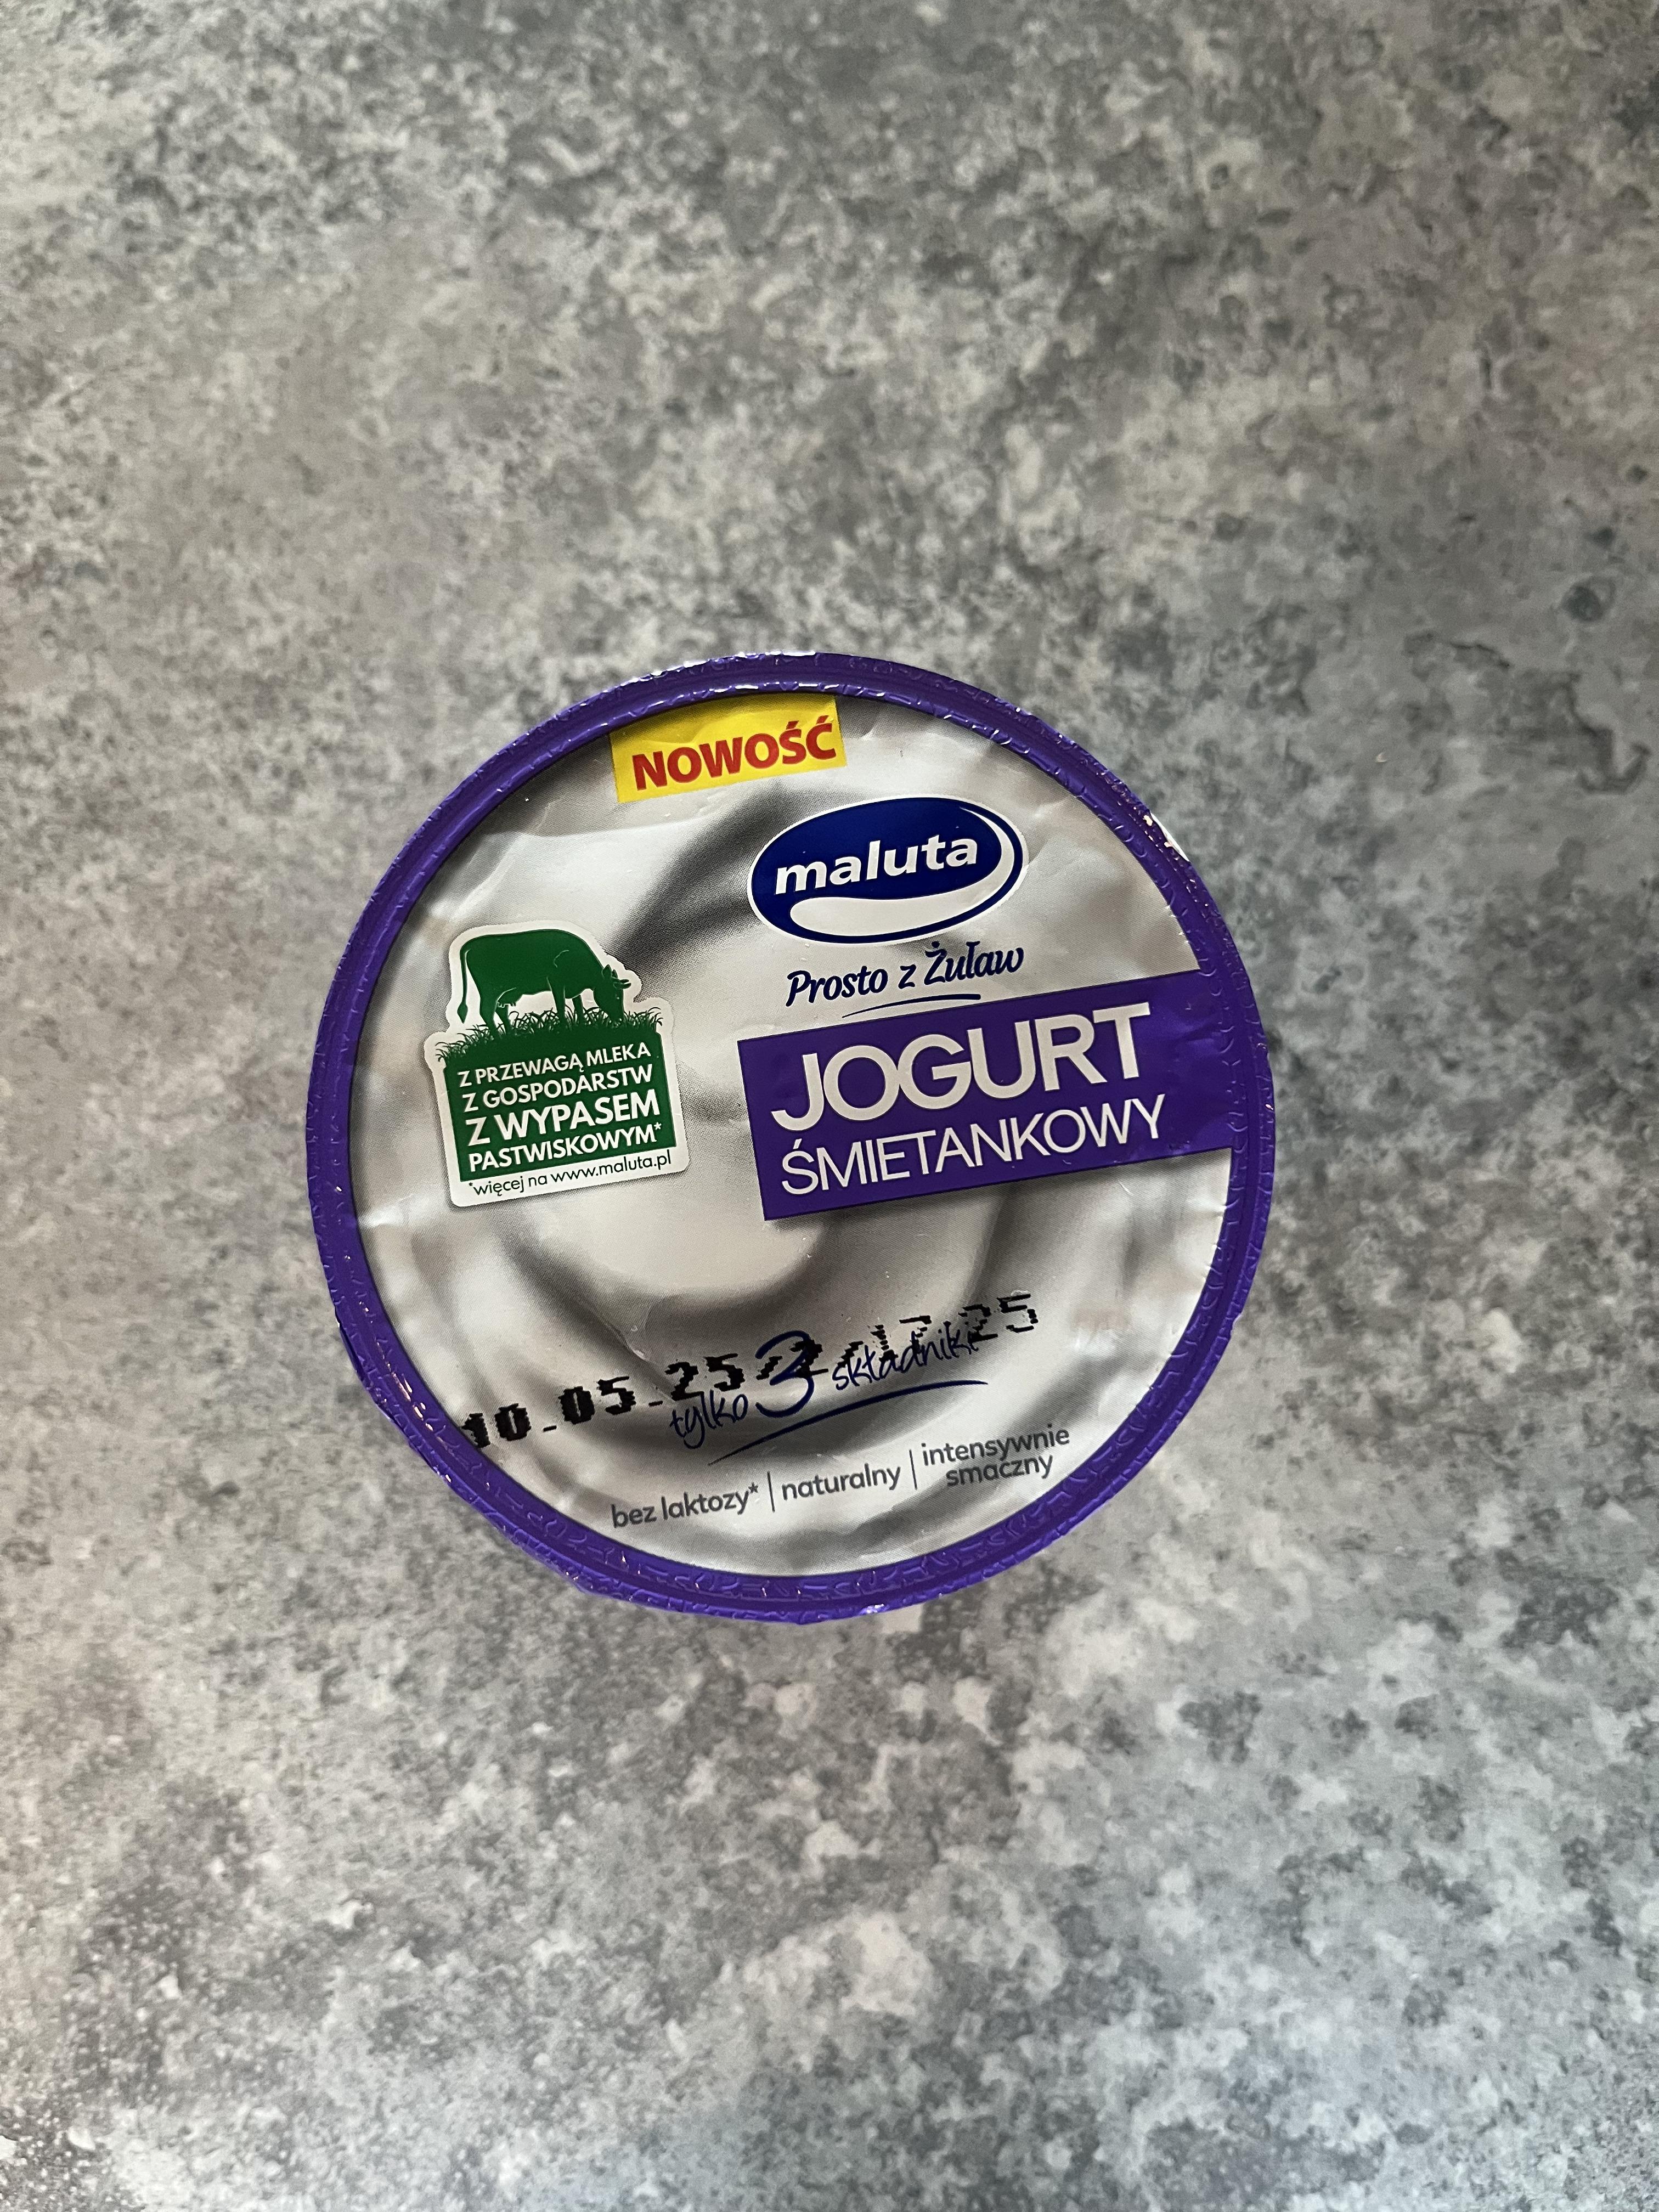 NOWOŚĆ
maluta
Prosto z Żuław
JOGURT
ŚMIETANKOWY
Z PRZEWAGĄ MLEKA
Z GOSPODARSTW
Z WYPASEM
PASTWISKOWYM*
*więcej na www.maluta.pl
10.05.25
tylko 3 składniki
bez laktozy* | naturalny | intensywnie
smaczny